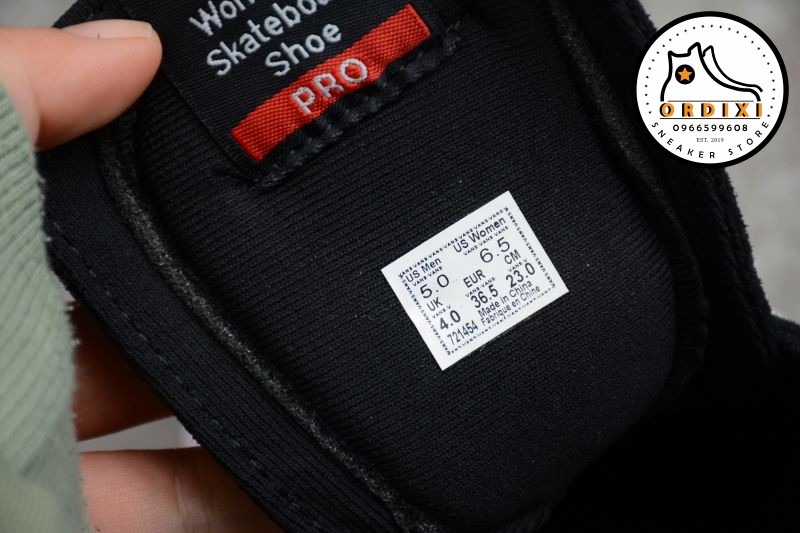 Skatebo
Shoe
PRO
US Men US Women
5.0 6.5
UK EUR CM
4.0 36.5 23.0
721454 Made in China
Fabriqué en Chine
ORDIXI
0966599608
EST. 2019
SNEAKER STORE